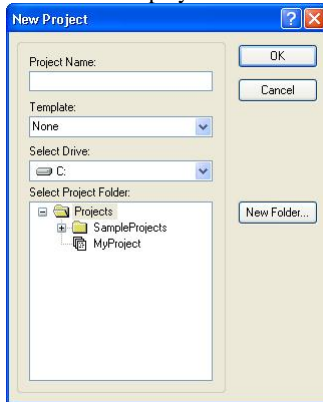 New Project
Project Name:
OK
Cancel
Template:
None
Select Drive:
C:
Select Project Folder:
Projects
SampleProjects
MyProject
New Folder...